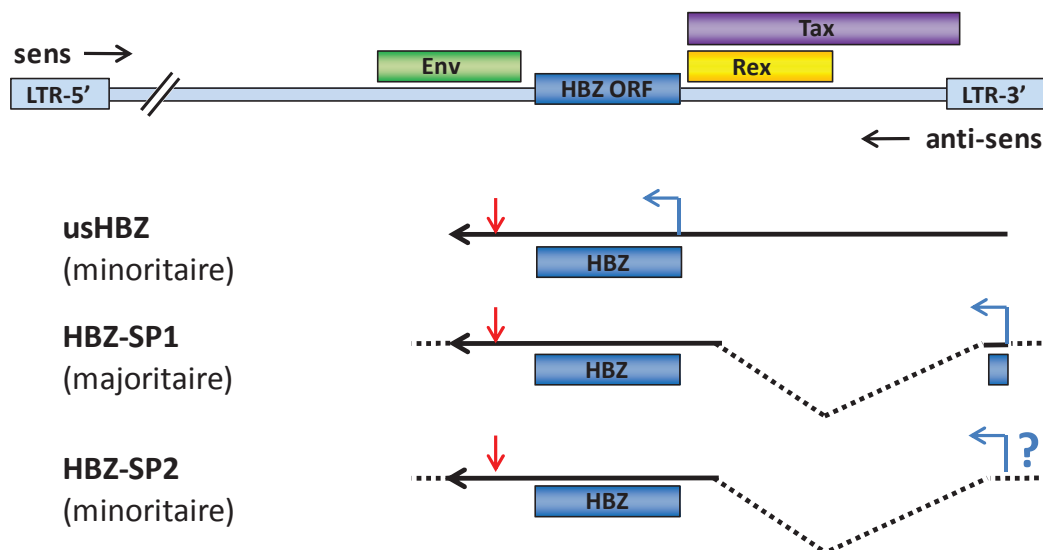 Tax
sens
Env
Rex
LTR-5'
HBZ ORF
LTR-3'
anti-sens
usHBZ
(minoritaire)
HBZ
HBZ-SP1
(majoritaire)
HBZ
HBZ-SP2
(minoritaire)
?
HBZ